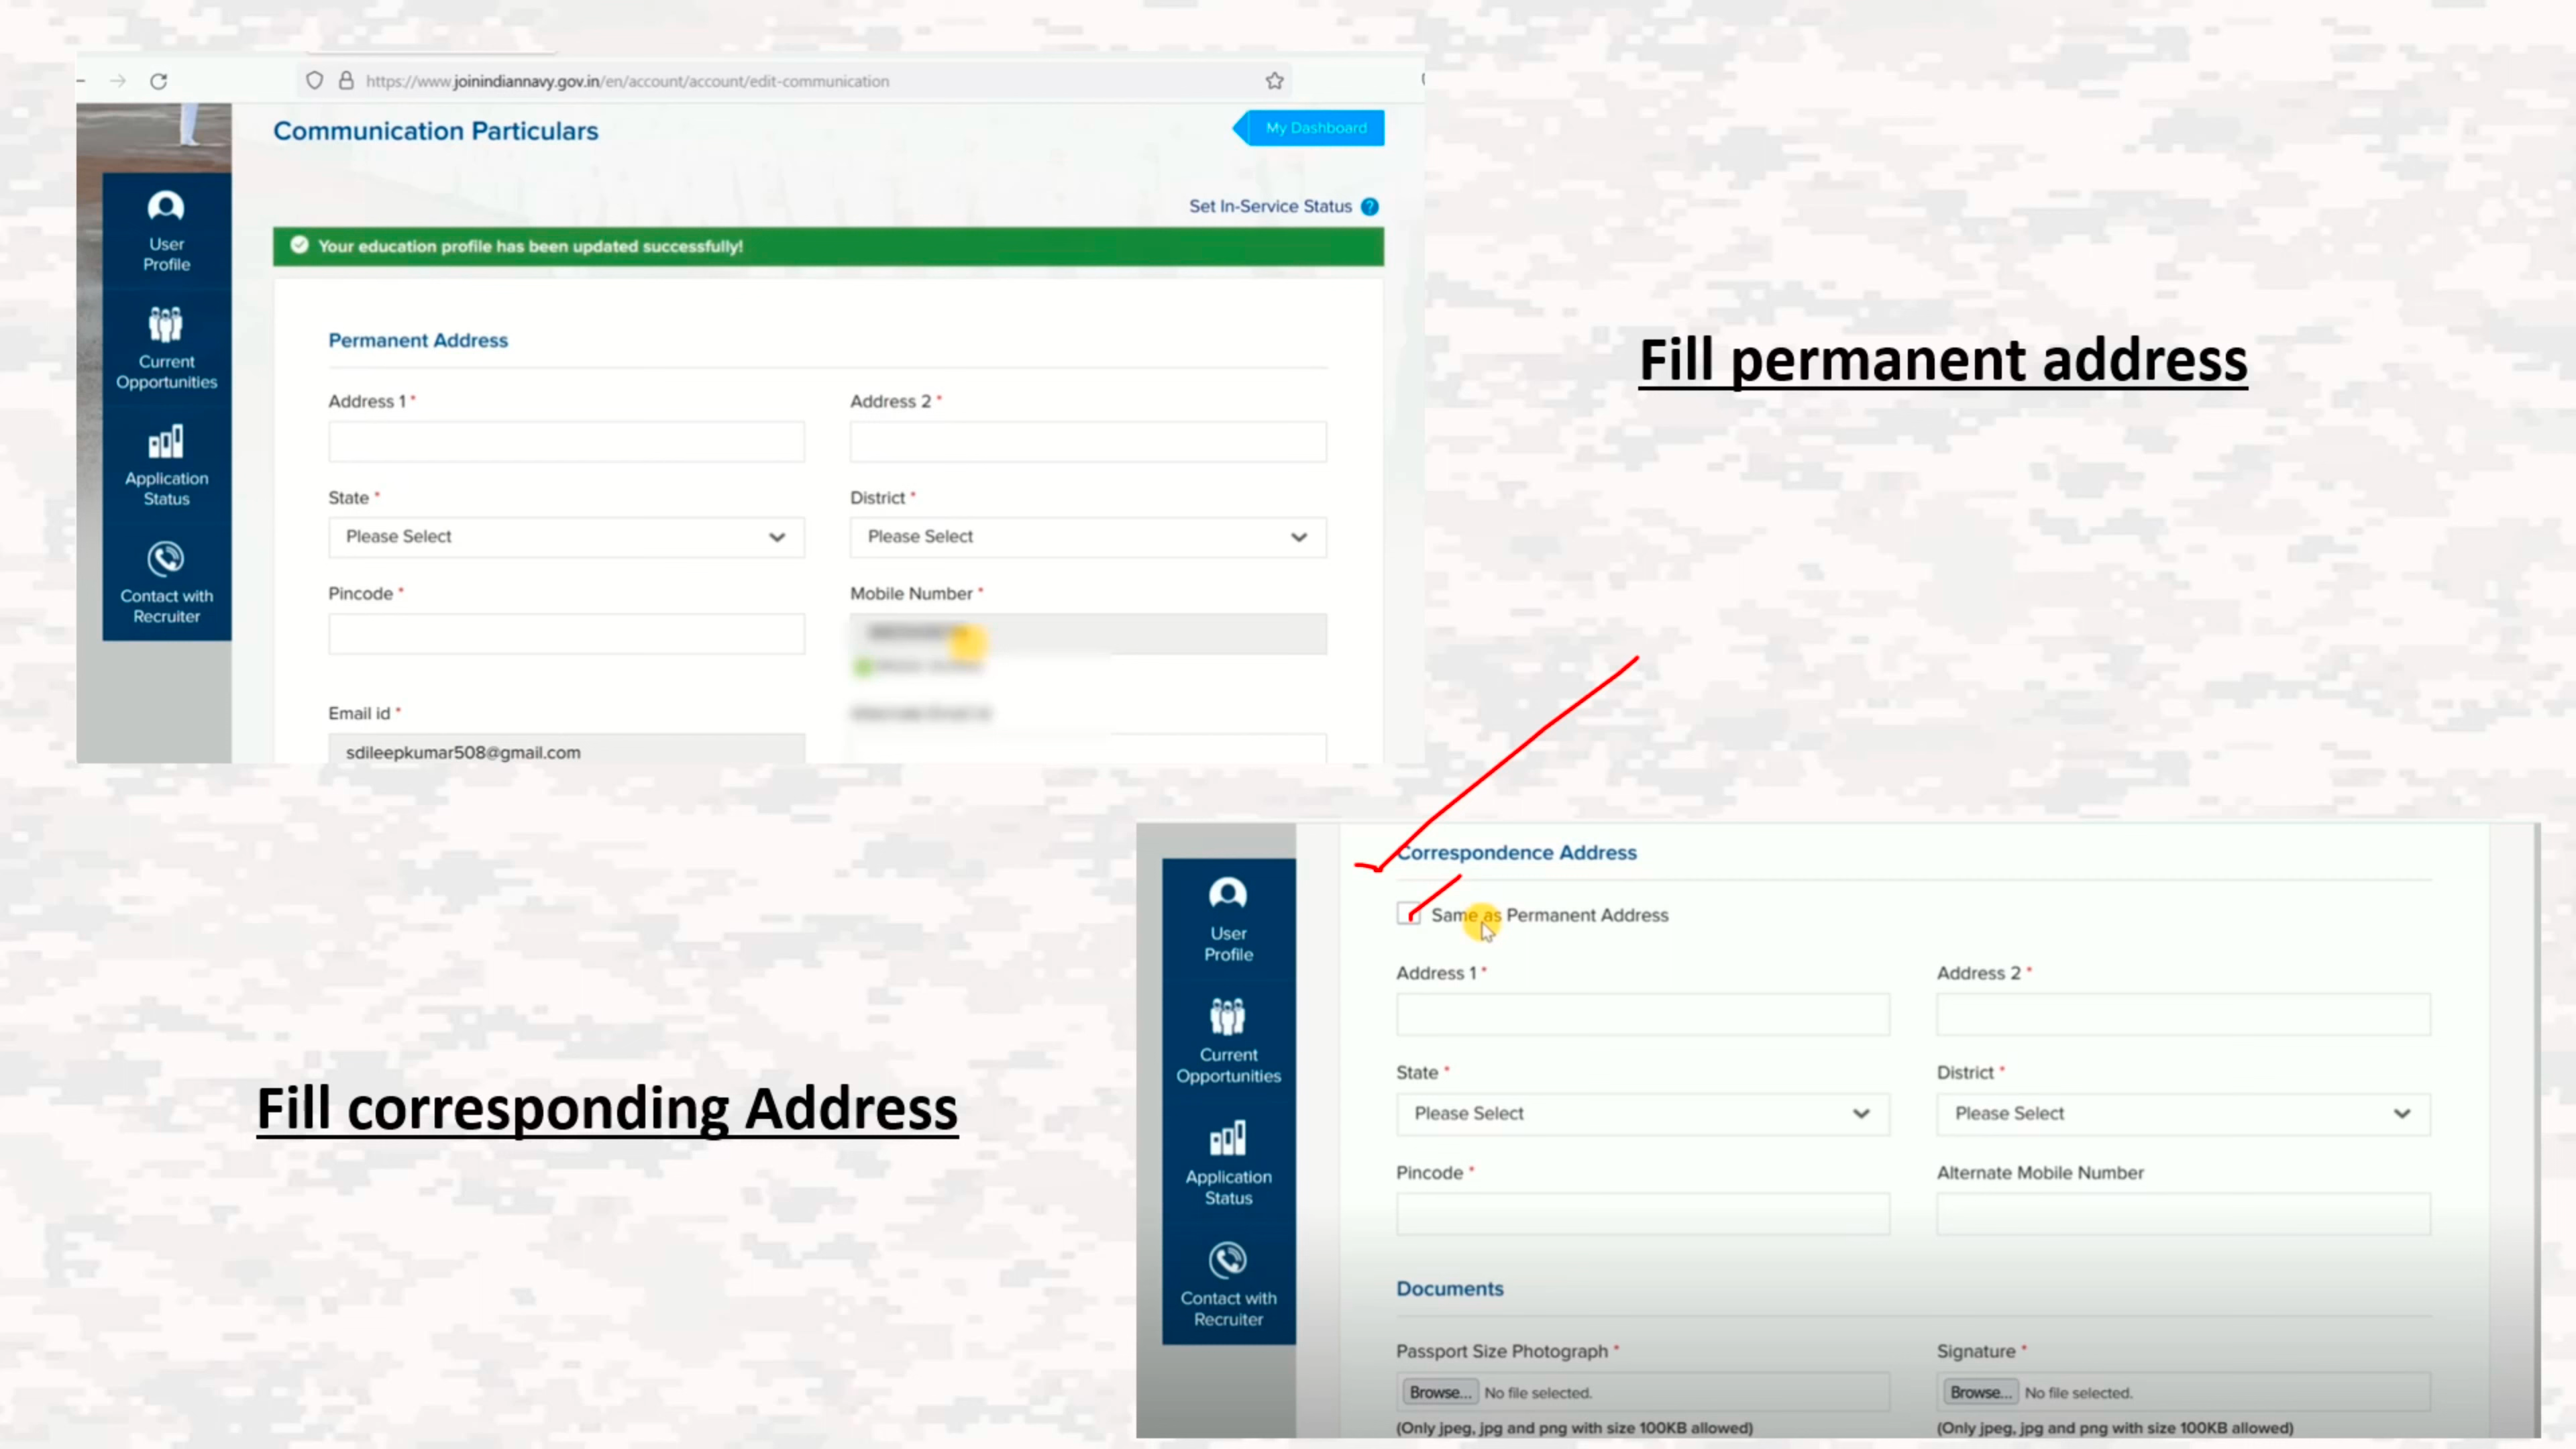 https://www.joinindiannavy.gov.in/en/account/account/edit-communication
Communication Particulars
My Dashboard
Set In-Service Status ?
Your education profile has been updated successfully!
User
Profile
Current
Opportunities
Application
Status
Contact with
Recruiter
Permanent Address
Address 1 *
Address 2 *
State *
District *
Please Select
Please Select
Pincode *
Mobile Number *
Email id *
sdileepkumar508@gmail.com
Fill permanent address
Fill corresponding Address
User
Profile
Current
Opportunities
Application
Status
Contact with
Recruiter
Correspondence Address
Same as Permanent Address
Address 1 *
Address 2 *
State *
District *
Please Select
Please Select
Pincode *
Alternate Mobile Number
Documents
Passport Size Photograph *
Signature *
Browse... No file selected.
Browse... No file selected.
(Only jpeg, jpg and png with size 100KB allowed)
(Only jpeg, jpg and png with size 100KB allowed)